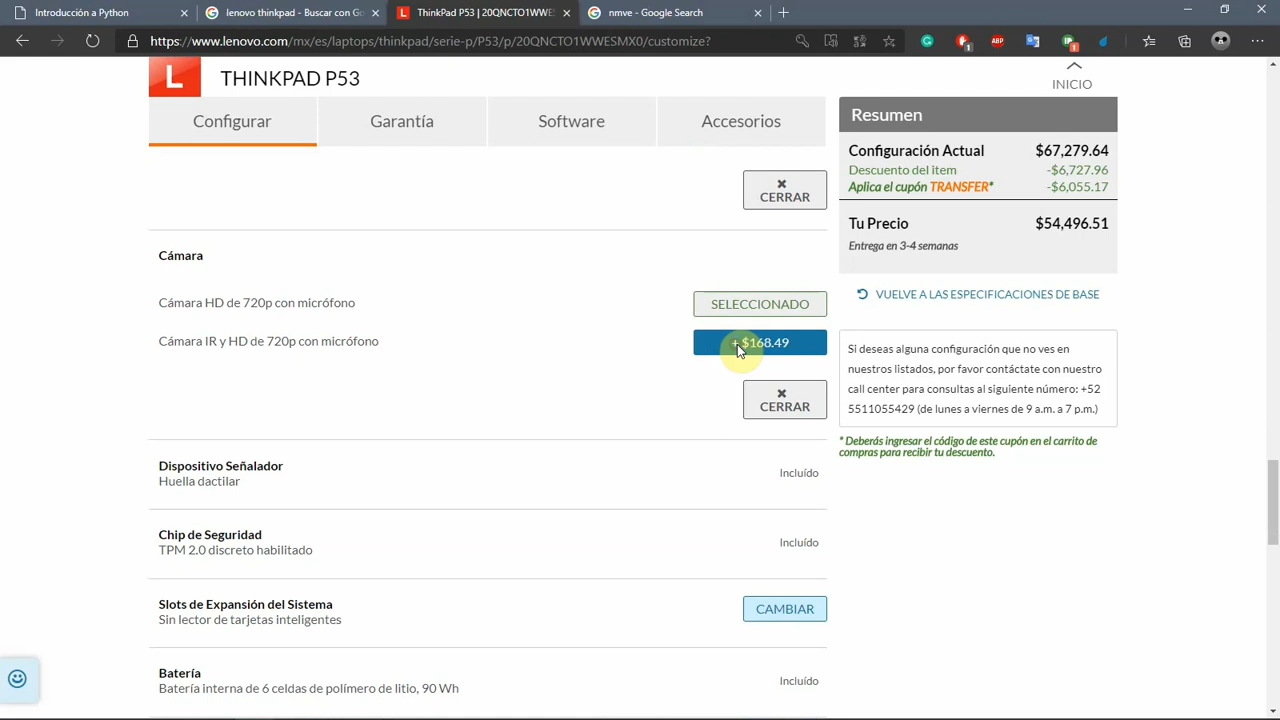 Introducción a Python
lenovo thinkpad - Buscar con Go
ThinkPad P53 | 20QNCTO1WWES
nmve - Google Search
https://www.lenovo.com/mx/es/laptops/thinkpad/serie-p/P53/p/20QNCTO1WWESMX0/customize?
L
THINKPAD P53
INICIO
Configurar
Garantía
Software
Accesorios
CERRAR
Cámara
Cámara HD de 720p con micrófono
SELECCIONADO
Cámara IR y HD de 720p con micrófono
+ $168.49
CERRAR
Dispositivo Señalador
Huella dactilar
Incluído
Chip de Seguridad
TPM 2.0 discreto habilitado
Incluído
Slots de Expansión del Sistema
Sin lector de tarjetas inteligentes
CAMBIAR
Batería
Batería interna de 6 celdas de polímero de litio, 90 Wh
Incluído
Resumen
Configuración Actual $67,279.64
Descuento del item -$6,727.96
Aplica el cupón TRANSFER* -$6,055.17
Tu Precio $54,496.51
Entrega en 3-4 semanas
VUELVE A LAS ESPECIFICACIONES DE BASE
Si deseas alguna configuración que no ves en
nuestros listados, por favor contáctate con nuestro
call center para consultas al siguiente número: +52
5511055429 (de lunes a viernes de 9 a.m. a 7 p.m.)
* Deberás ingresar el código de este cupón en el carrito de
compras para recibir tu descuento.